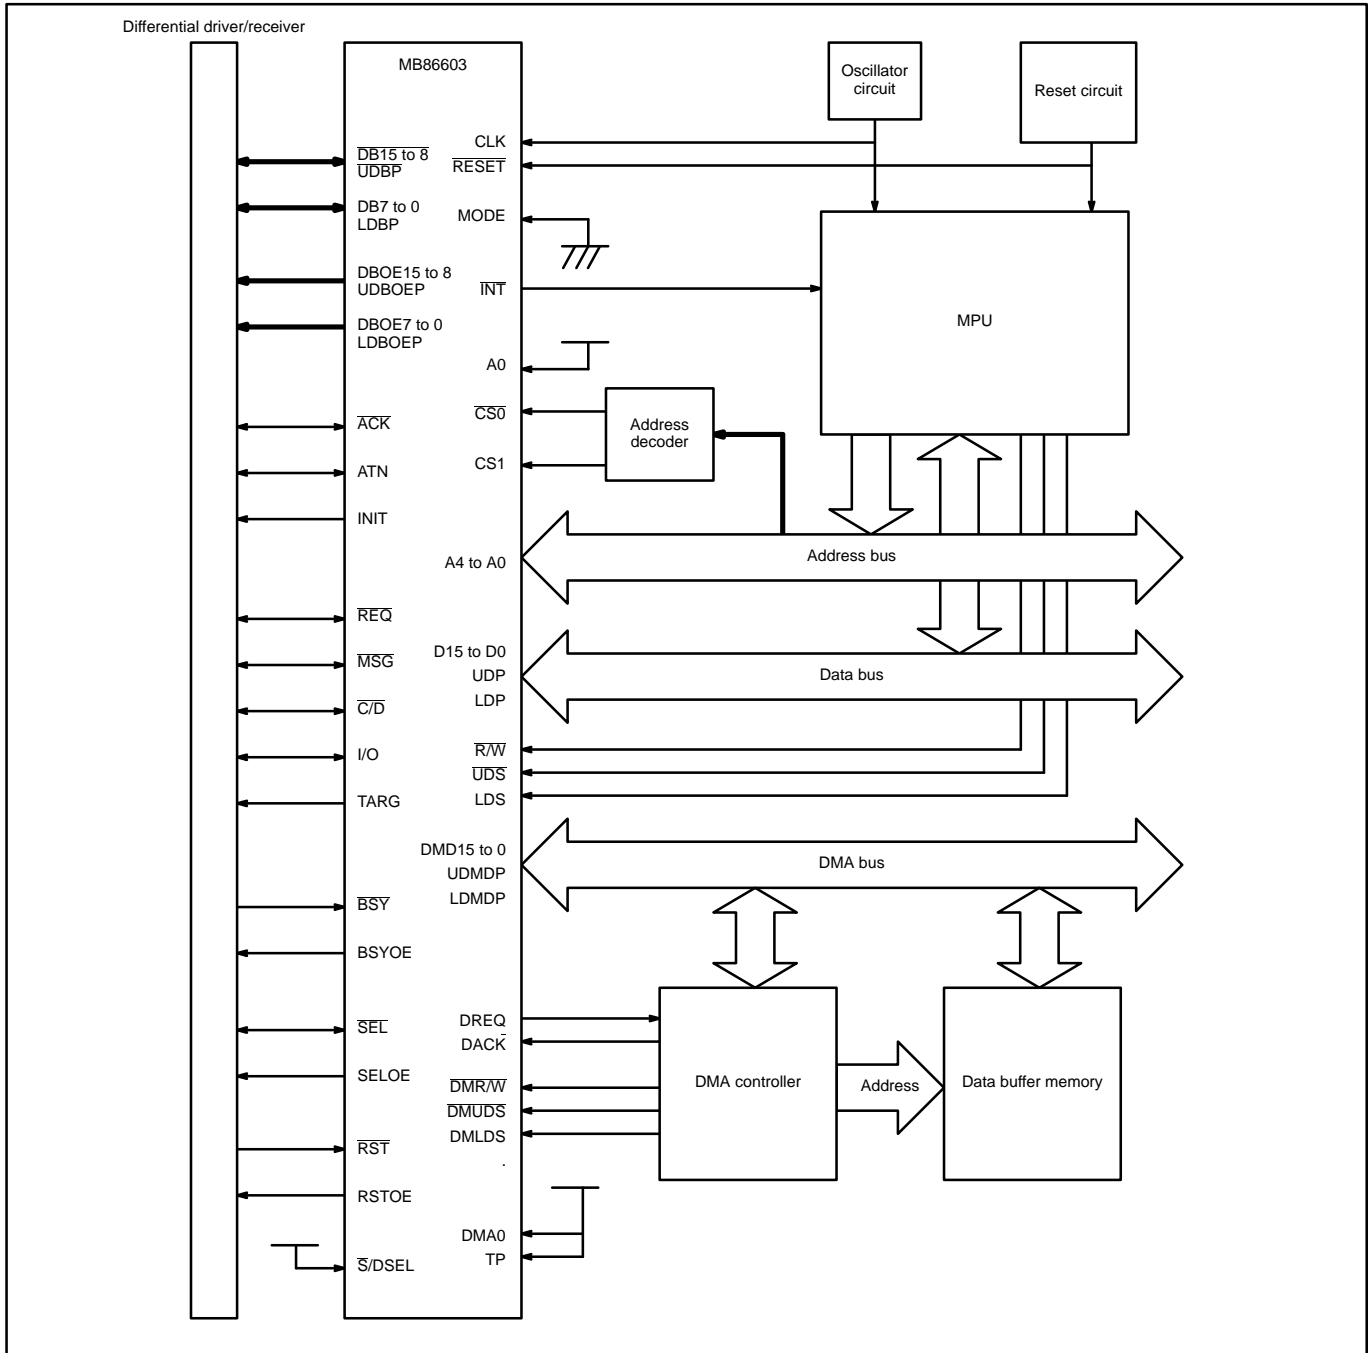 Differential driver/receiver
MB86603
Oscillator
circuit
Reset circuit
CLK
RESET
DB15 to 8
UDBP
DB7 to 0
LDBP
MODE
DBOE15 to 8
UDBOEP
INT
DBOE7 to 0
LDBOEP
MPU
A0
CS0
ACK
Address
decoder
CS1
ATN
INIT
A4 to A0
Address bus
REQ
MSG
D15 to D0
UDP
LDP
Data bus
C/D
I/O
R/W
UDS
LDS
TARG
DMD15 to 0
UDMDP
LDMDP
DMA bus
BSY
BSYOE
DREQ
DACK
SEL
SELOE
DMR/W
DMUDS
DMLDS
.
DMA controller
Address
Data buffer memory
RST
RSTOE
DMA0
TP
S/DSEL